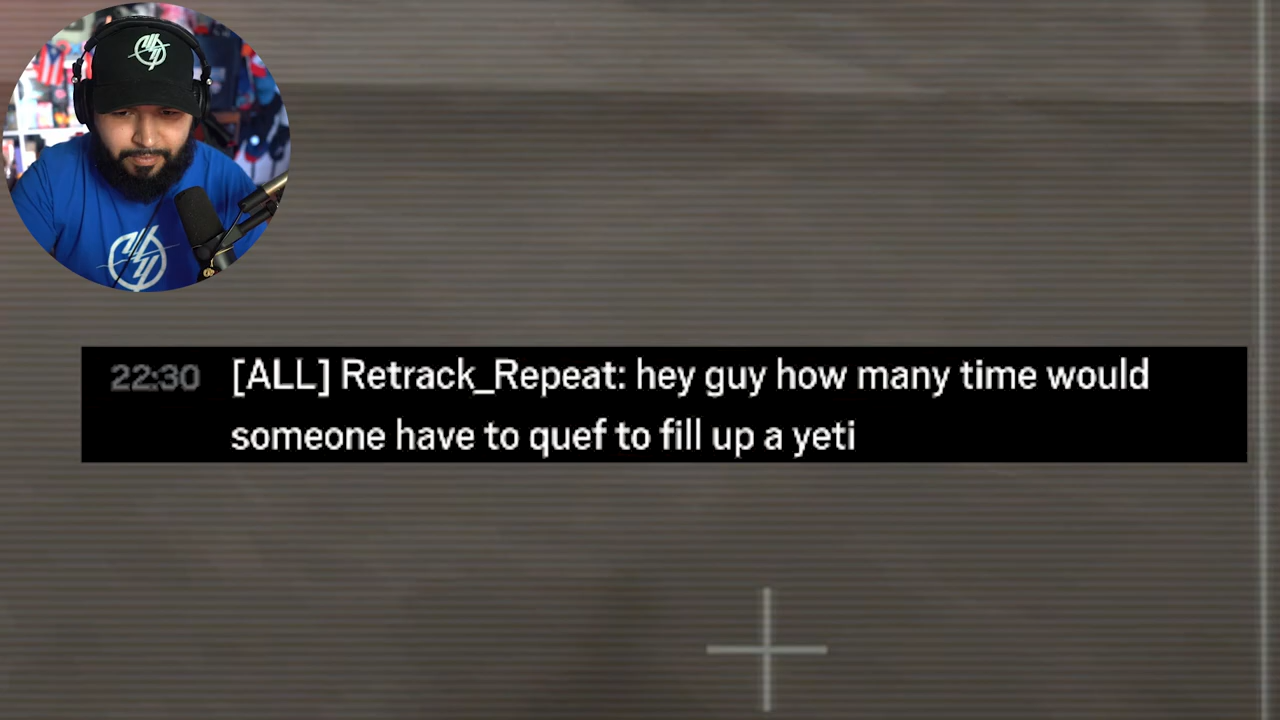 22:30 [ALL] Retrack_Repeat: hey guy how many time would
someone have to quef to fill up a yeti